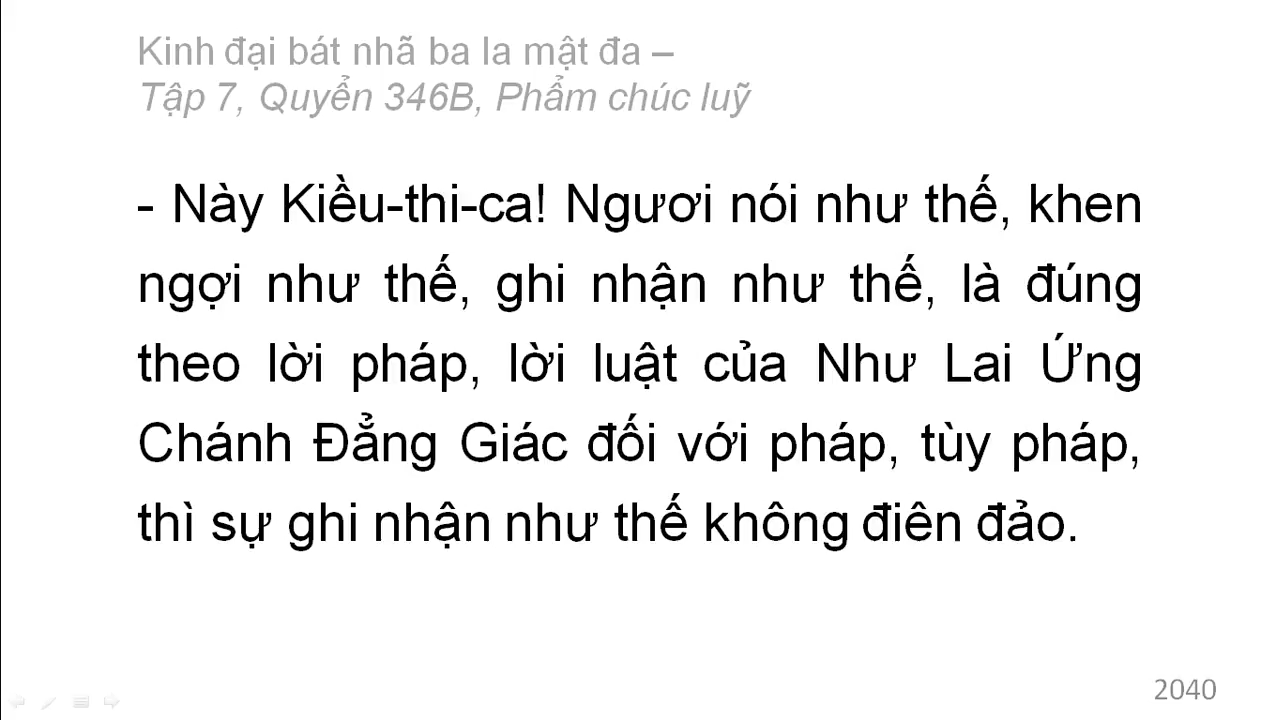 Kinh đại bát nhã ba la mật đa –
Tập 7, Quyển 346B, Phẩm chúc luỹ
- Này Kiều-thi-ca! Ngươi nói như thế, khen
ngợi như thế, ghi nhận như thế, là đúng
theo lời pháp, lời luật của Như Lai Ứng
Chánh Đẳng Giác đối với pháp, tùy pháp,
thì sự ghi nhận như thế không điên đảo.
2040